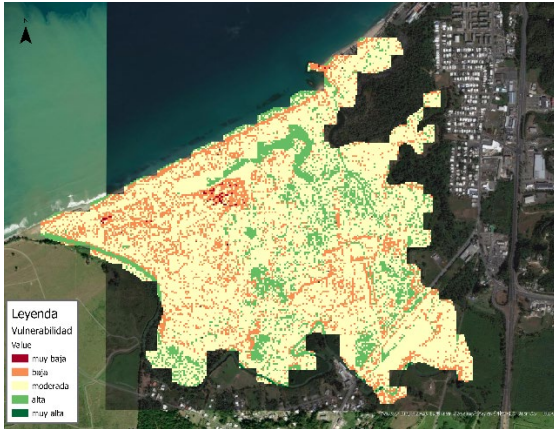 Leyenda
Vulnerabilidad
Value
muy baja
baja
moderada
alta
muy alta